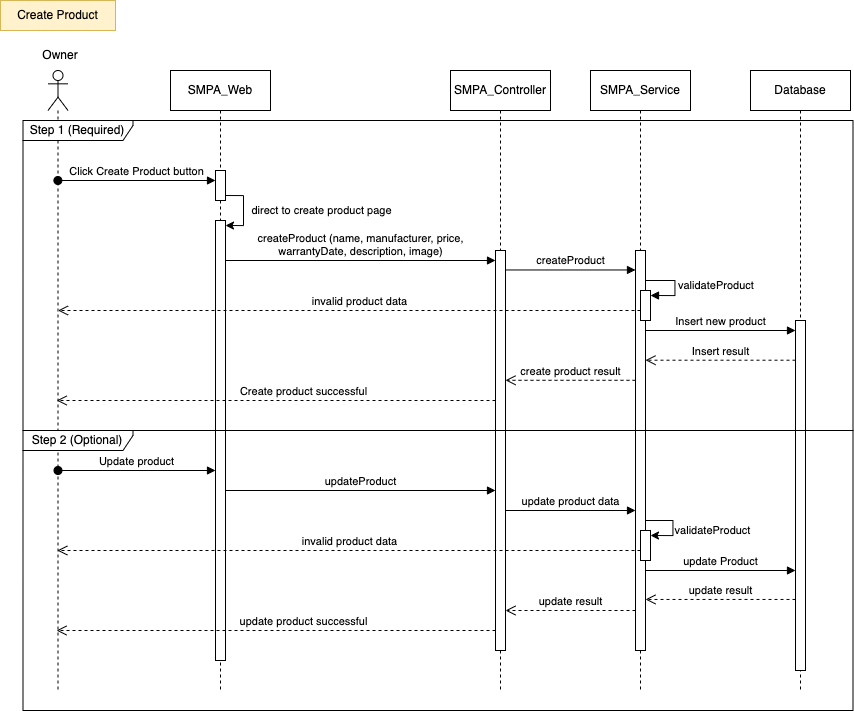 Create Product
Owner
SMPA_Web
SMPA_Controller
SMPA_Service
Database
Step 1 (Required)
Click Create Product button
direct to create product page
createProduct (name, manufacturer, price,
warrantyDate, description, image)
createProduct
validateProduct
invalid product data
Insert new product
Insert result
create product result
Create product successful
Step 2 (Optional)
Update product
updateProduct
update product data
validateProduct
invalid product data
update Product
update result
update result
update product successful